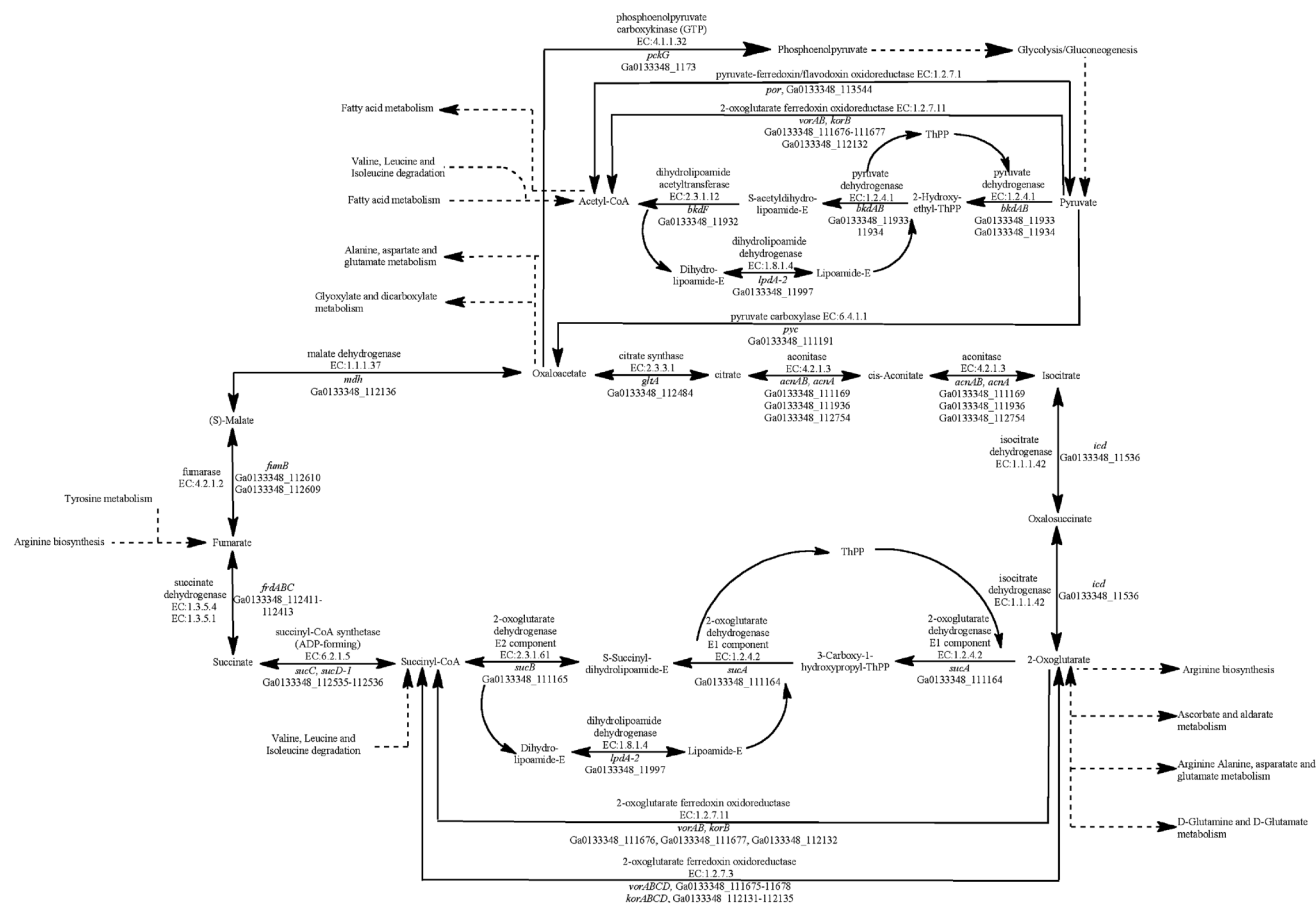 phosphoenolpyruvate
carboxykinase (GTP)
EC:4.1.1.32
pckG
Ga0133348_1173
Phosphoenolpyruvate
Glycolysis/Gluconeogenesis
pyruvate-ferredoxin/flavodoxin oxidoreductase EC:1.2.7.1
por, Ga0133348_113544
2-oxoglutarate ferredoxin oxidoreductase EC:1.2.7.11
vorAB, korB
Ga0133348_111676-111677
Ga0133348_112132
ThPP
Fatty acid metabolism
Valine, Leucine and
Isoleucine degradation
Fatty acid metabolism
Acetyl-CoA
dihydrolipoamide
acetyltransferase
EC:2.3.1.12
bkdF
Ga0133348_11932
S-acetyldihydro-
lipoamide-E
pyruvate
dehydrogenase
EC:1.2.4.1
bkdAB
Ga0133348_11933
11934
2-Hydroxy-
ethyl-ThPP
pyruvate
dehydrogenase
EC:1.2.4.1
bkdAB
Ga0133348_11933
Ga0133348_11934
Pyruvate
Alanine, aspartate and
glutamate metabolism
Dihydro-
lipoamide-E
dihydrolipoamide
dehydrogenase
EC:1.8.1.4
lpdA-2
Ga0133348_11997
Lipoamide-E
Glyoxylate and dicarboxylate
metabolism
pyruvate carboxylase EC:6.4.1.1
pyc
Ga0133348_111191
malate dehydrogenase
EC:1.1.1.37
mdh
Ga0133348_112136
Oxaloacetate
citrate synthase
EC:2.3.3.1
gltA
Ga0133348_112484
citrate
aconitase
EC:4.2.1.3
acnAB, acnA
Ga0133348_111169
Ga0133348_111936
Ga0133348_112754
cis-Aconitate
aconitase
EC:4.2.1.3
acnAB, acnA
Ga0133348_111169
Ga0133348_111936
Ga0133348_112754
Isocitrate
(S)-Malate
isocitrate
dehydrogenase
EC:1.1.1.42
icd
Ga0133348_11536
fumarase
EC:4.2.1.2
fumB
Ga0133348_112610
Ga0133348_112609
Tyrosine metabolism
Arginine biosynthesis
Fumarate
Oxalosuccinate
ThPP
succinate
dehydrogenase
EC:1.3.5.4
EC:1.3.5.1
frdABC
Ga0133348_112411-
112413
isocitrate
dehydrogenase
EC:1.1.1.42
icd
Ga0133348_11536
Succinate
succinyl-CoA synthetase
(ADP-forming)
EC:6.2.1.5
sucC, sucD-1
Ga0133348_112535-112536
Succinyl-CoA
2-oxoglutarate
dehydrogenase
E2 component
EC:2.3.1.61
sucB
Ga0133348_111165
S-Succinyl-
dihydrolipoamide-E
2-oxoglutarate
dehydrogenase
E1 component
EC:1.2.4.2
sucA
Ga0133348_111164
3-Carboxy-1-
hydroxypropyl-ThPP
2-oxoglutarate
dehydrogenase
E1 component
EC:1.2.4.2
sucA
Ga0133348_111164
2-Oxoglutarate
Arginine biosynthesis
Ascorbate and aldarate
metabolism
Valine, Leucine and
Isoleucine degradation
Dihydro-
lipoamide-E
dihydrolipoamide
dehydrogenase
EC:1.8.1.4
lpdA-2
Ga0133348_11997
Lipoamide-E
Arginine Alanine, asparatate and
glutamate metabolism
2-oxoglutarate ferredoxin oxidoreductase
EC:1.2.7.11
vorAB, korB
Ga0133348_111676, Ga0133348_111677, Ga0133348_112132
D-Glutamine and D-Glutamate
metabolism
2-oxoglutarate ferredoxin oxidoreductase
EC:1.2.7.3
vorABCD, Ga0133348_111675-11678
korABCD, Ga0133348_112131-112135